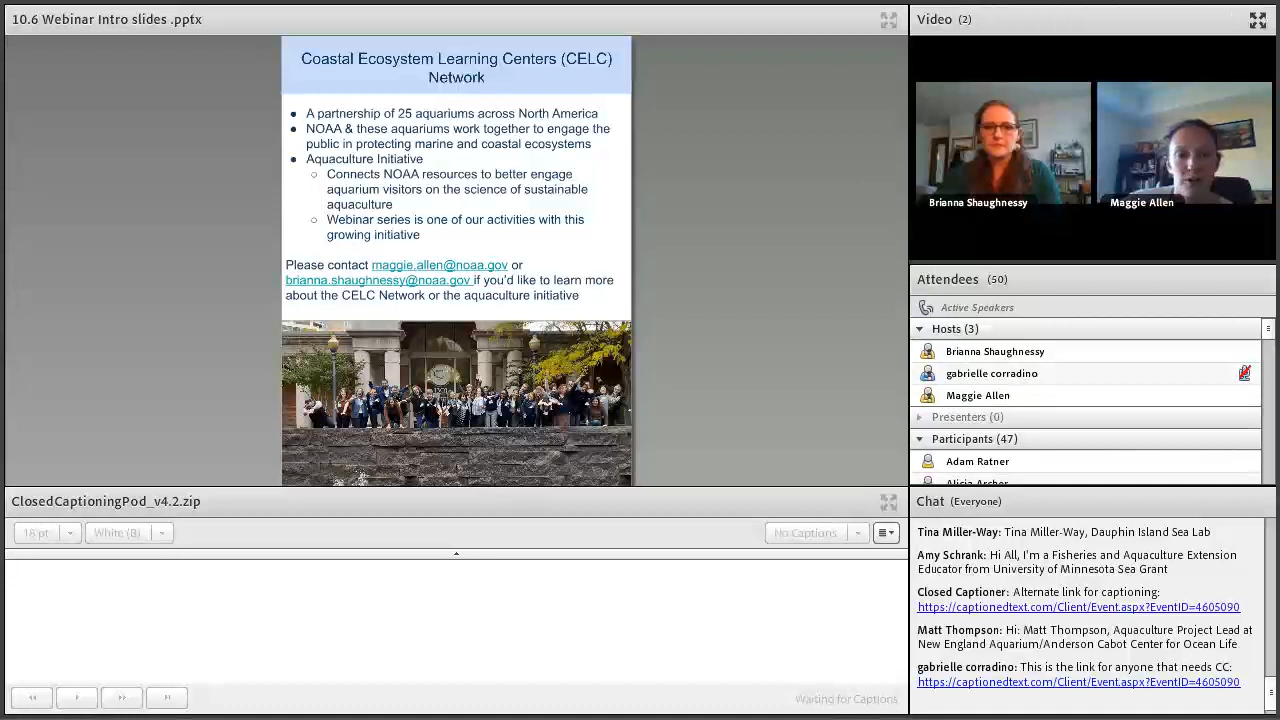 10.6 Webinar Intro slides .pptx
Coastal Ecosystem Learning Centers (CELC)
Network
● A partnership of 25 aquariums across North America
● NOAA & these aquariums work together to engage the
public in protecting marine and coastal ecosystems
● Aquaculture Initiative
○ Connects NOAA resources to better engage
aquarium visitors on the science of sustainable
aquaculture
○ Webinar series is one of our activities with this
growing initiative
Please contact maggie.allen@noaa.gov or
brianna.shaughnessy@noaa.gov if you'd like to learn more
about the CELC Network or the aquaculture initiative
ClosedCaptioningPod_v4.2.zip
18 pt
White (B)
No Captions
Waiting for Captions
Video (2)
Brianna Shaughnessy
Maggie Allen
Attendees (50)
Active Speakers
Hosts (3)
Brianna Shaughnessy
gabrielle corradino
Maggie Allen
Presenters (0)
Participants (47)
Adam Ratner
Alicia Archer
Chat (Everyone)
Tina Miller-Way: Tina Miller-Way, Dauphin Island Sea Lab
Amy Schrank: Hi All, I'm a Fisheries and Aquaculture Extension
Educator from University of Minnesota Sea Grant
Closed Captioner: Alternate link for captioning:
https://captionedtext.com/Client/Event.aspx?EventID=4605090
Matt Thompson: Hi: Matt Thompson, Aquaculture Project Lead at
New England Aquarium/Anderson Cabot Center for Ocean Life
gabrielle corradino: This is the link for anyone that needs CC:
https://captionedtext.com/Client/Event.aspx?EventID=4605090